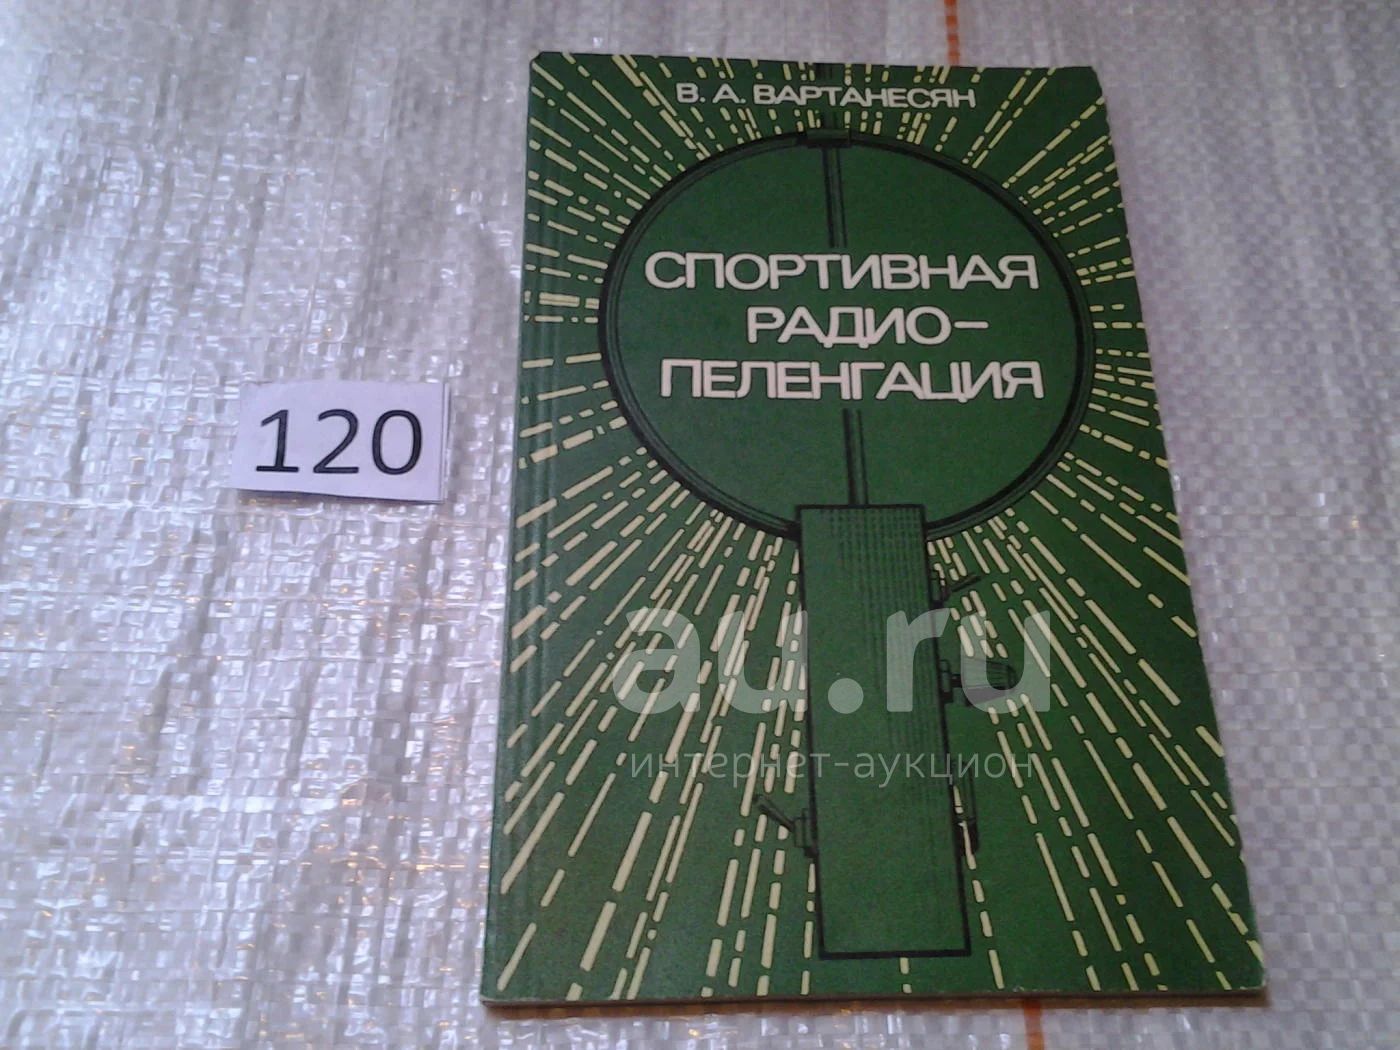 В. А. ВАРТАНЕСЯН
СПОРТИВНАЯ
РАДИО-
ПЕЛЕНГАЦИЯ
120
au.ru
интернет-аукцион